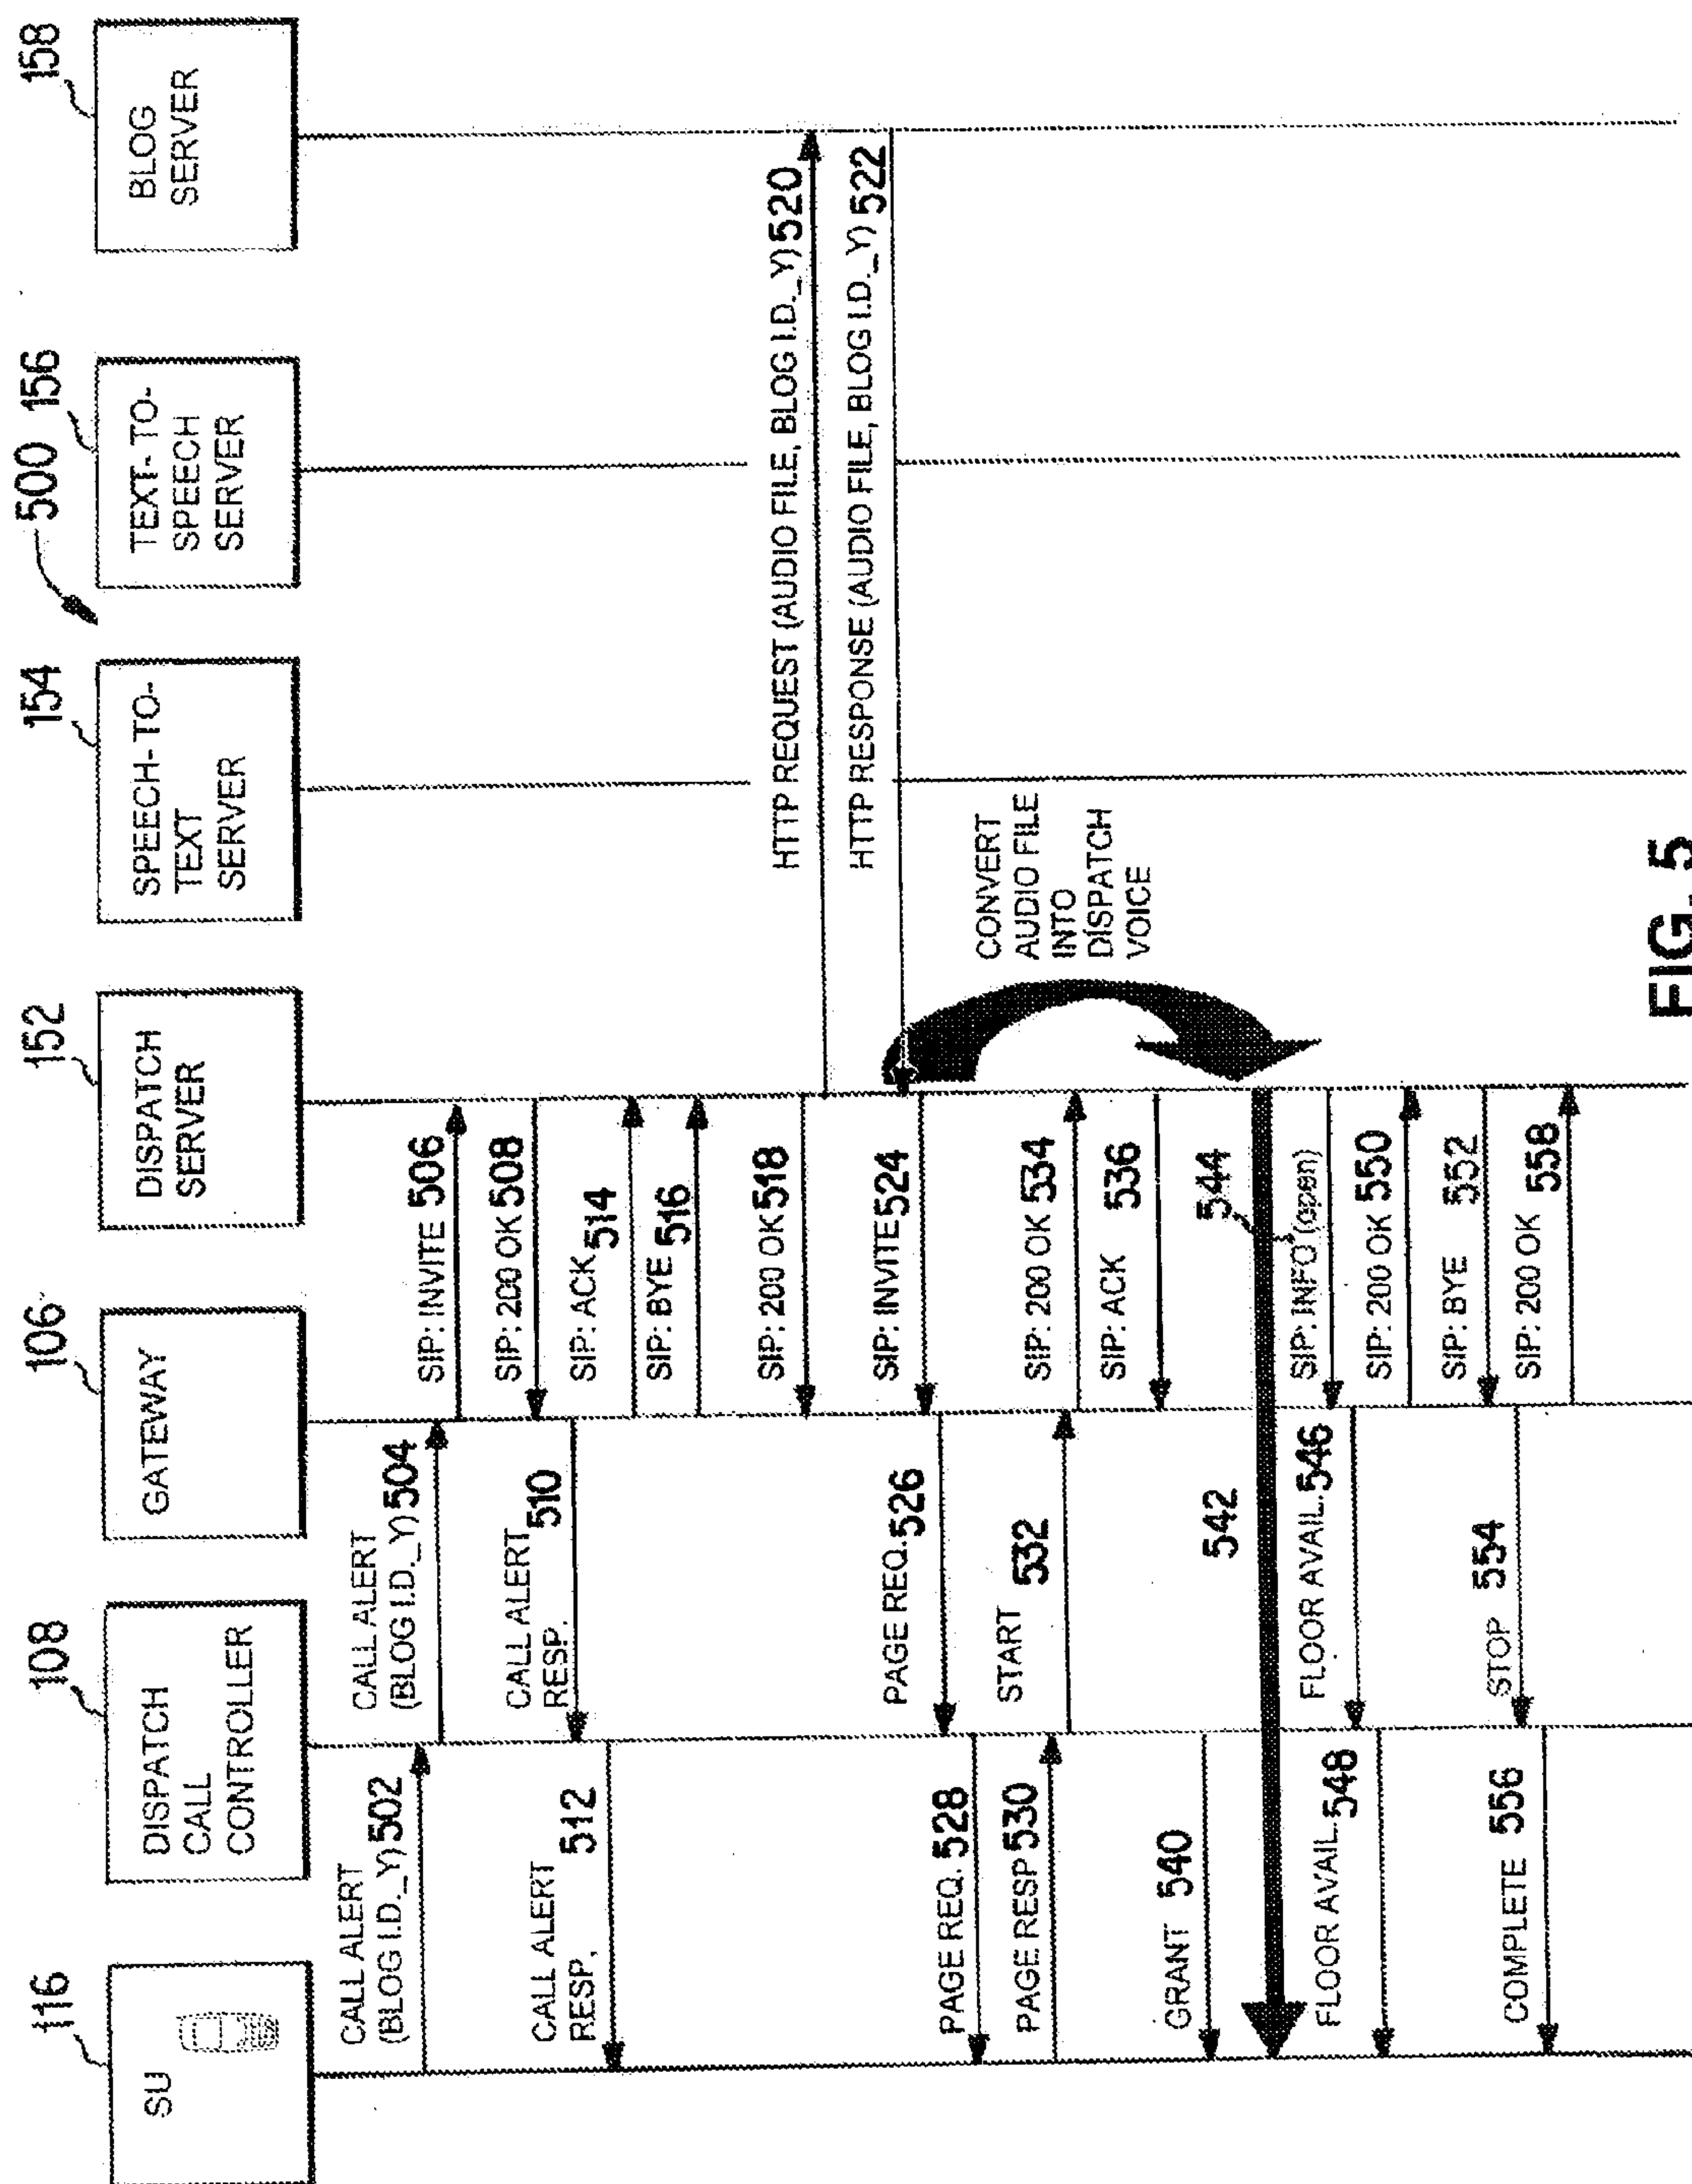 500
116
SU
108
DISPATCH
CALL
CONTROLLER
106
GATEWAY
152
DISPATCH
SERVER
154
SPEECH-TO-
TEXT
SERVER
156
TEXT-TO-
SPEECH
SERVER
158
BLOG
SERVER
CALL ALERT
(BLOG I.D._Y) 502
CALL ALERT
(BLOG I.D._Y) 504
SIP: INVITE 506
SIP: 200 OK 508
CALL ALERT
RESP. 510
CALL ALERT
RESP. 512
SIP: ACK 514
SIP: BYE 516
SIP: 200 OK 518
HTTP REQUEST (AUDIO FILE, BLOG I.D._Y) 520
HTTP RESPONSE (AUDIO FILE, BLOG I.D._Y) 522
SIP: INVITE 524
PAGE REQ. 526
PAGE REQ. 528
PAGE RESP 530
START 532
SIP: 200 OK 534
SIP: ACK 536
CONVERT
AUDIO FILE
INTO
DISPATCH
VOICE
GRANT 540
542
544
SIP: INFO (open)
FLOOR AVAIL. 546
FLOOR AVAIL. 548
SIP: 200 OK 550
SIP: BYE 552
STOP 554
COMPLETE 556
SIP: 200 OK 558
FIG. 5